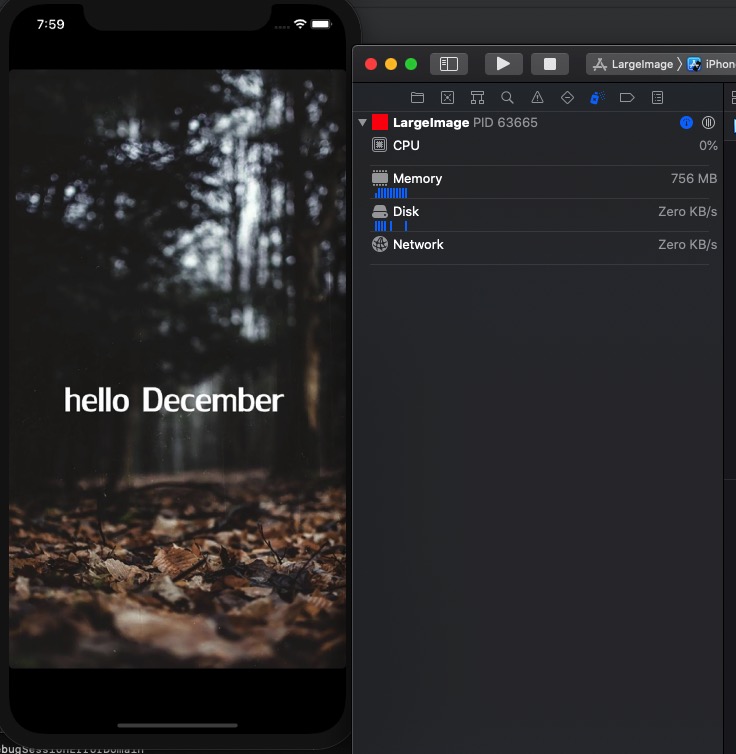 7:59
hello December
LargeImage 〉 iPhon
LargeImage PID 63665
CPU 0%
Memory 756 MB
Disk Zero KB/s
Network Zero KB/s
bugSessionErrorDomain